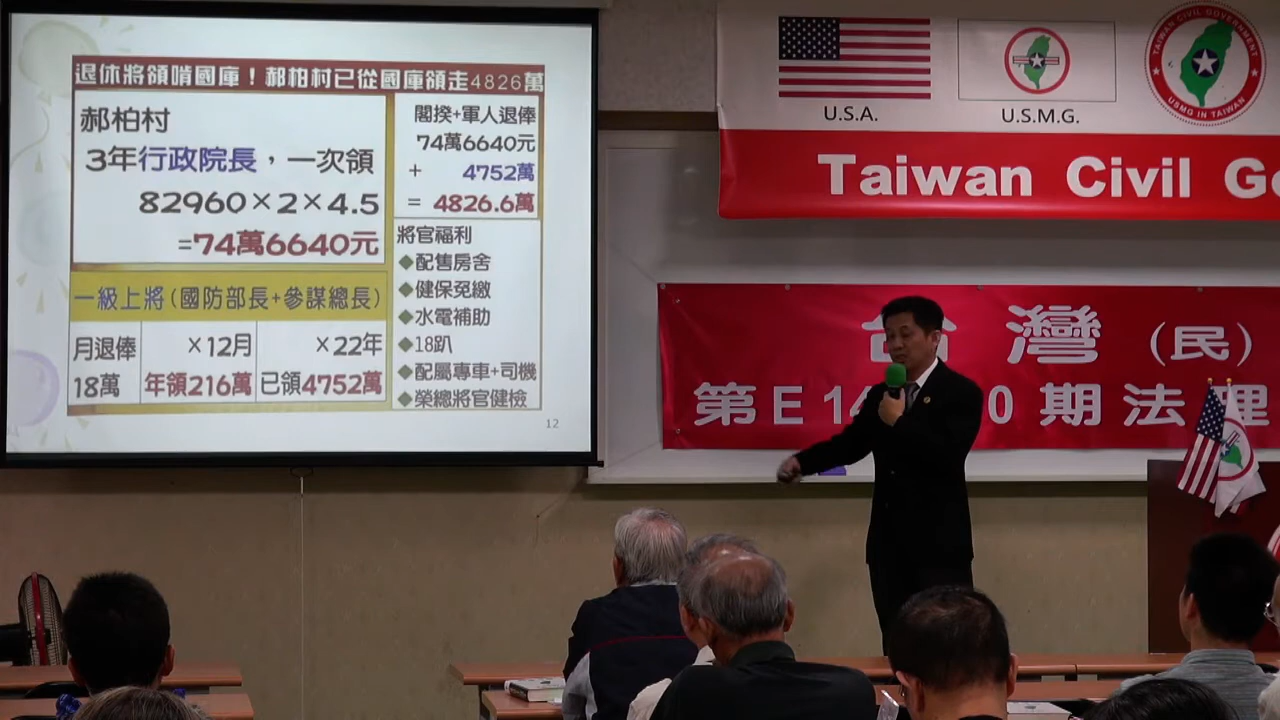 退休將領啃國庫！郝柏村已從國庫領走4826萬
郝柏村
3年行政院長，一次領
82960×2×4.5
=74萬6640元
一級上將(國防部長+參謀總長)
月退俸 ×12月 ×22年
18萬 年領216萬 已領4752萬
閣揆+軍人退俸
74萬6640元
+ 4752萬
= 4826.6萬
將官福利
◆配售房舍
◆健保免繳
◆水電補助
◆18趴
◆配屬專車+司機
◆榮總將官健檢
12
U.S.A.
U.S.M.G.
TAIWAN CIVIL GOVERNMENT
USMG IN TAIWAN
Taiwan Civil G
台灣(民)
第E14 0期法理